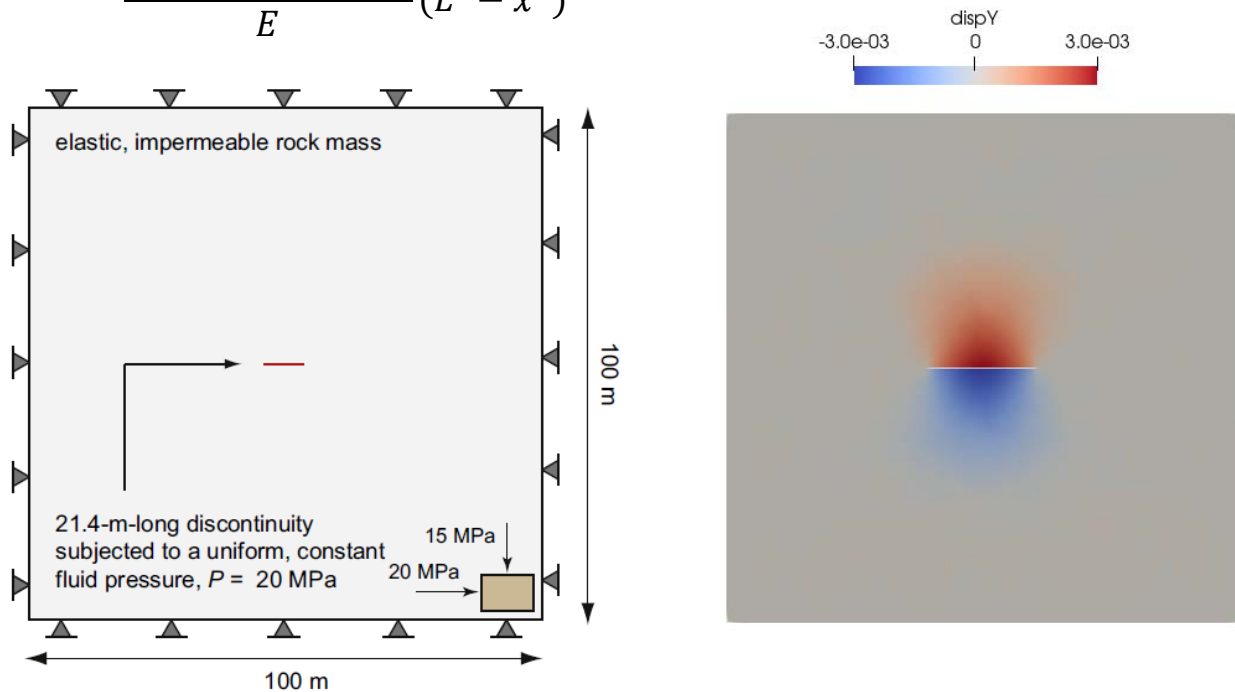 E
dispY
-3.0e-03 0 3.0e-03
elastic, impermeable rock mass
100 m
21.4-m-long discontinuity
subjected to a uniform, constant
fluid pressure, P = 20 MPa
15 MPa
20 MPa
100 m